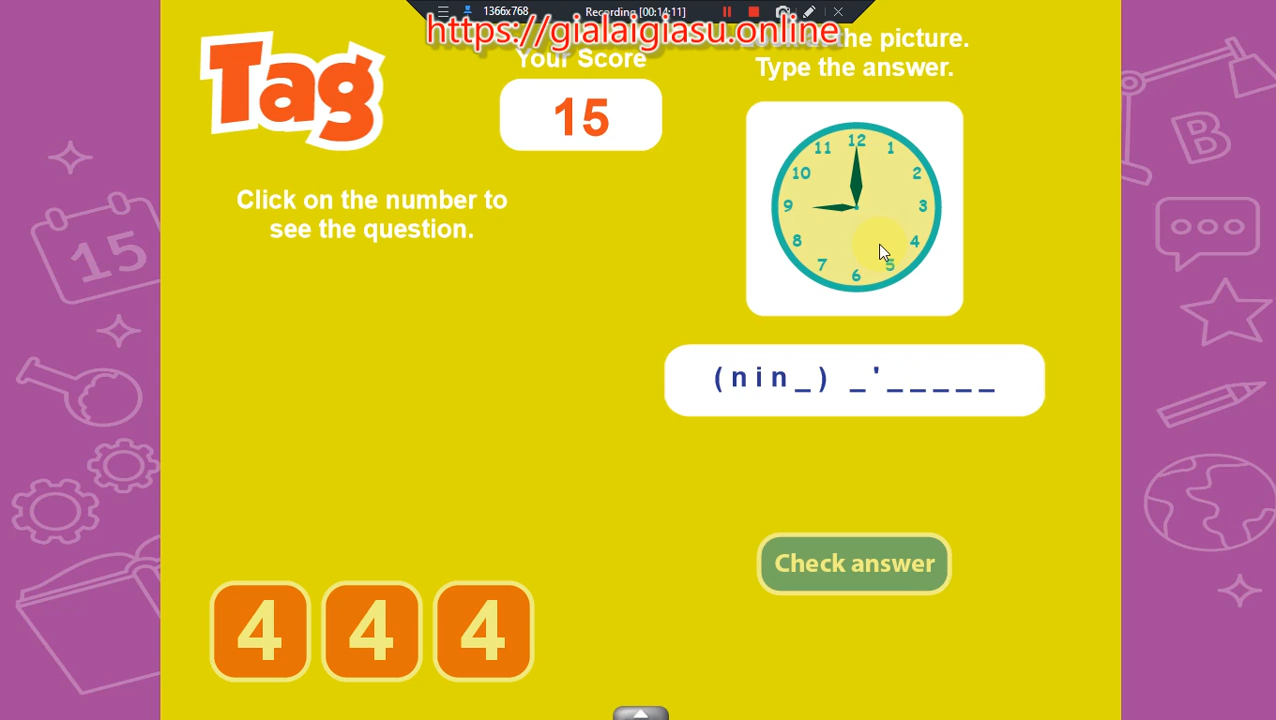 1366x768
Recording [00:14:11]
https://gialaigiasu.online
Tag
Your Score
15
the picture.
Type the answer.
Click on the number to
see the question.
12
1
2
3
4
5
6
7
8
9
10
11
(nin_) _'_____
Check answer
4 4 4
15
B